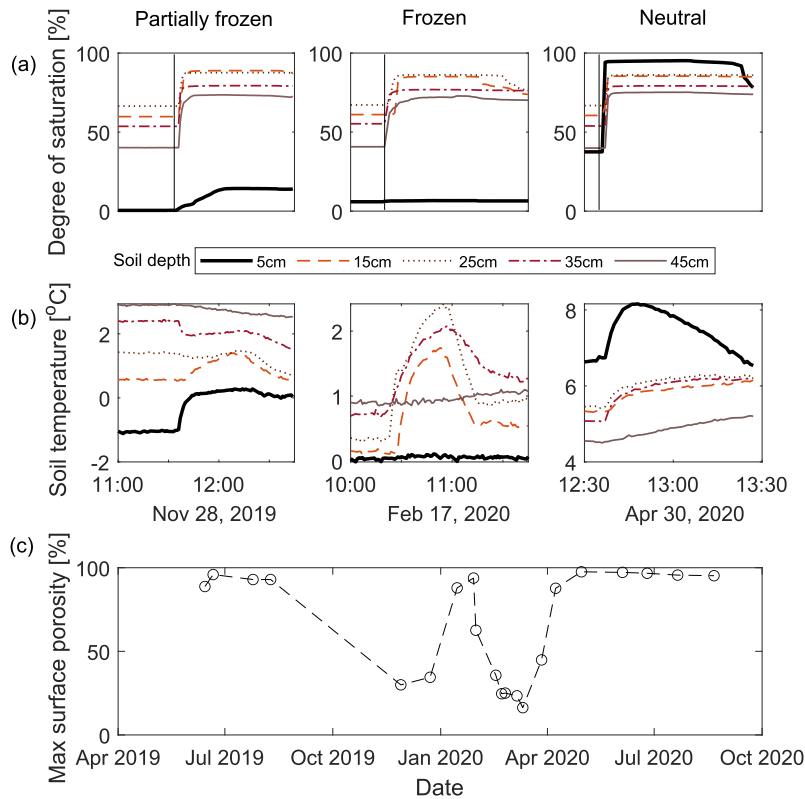 Partially frozen Frozen Neutral
(a)
Degree of saturation [%]
100 100 100
50 50 50
0 0 0
Soil depth 5cm 15cm 25cm 35cm 45cm
(b)
Soil temperature [°C]
2 2 8
0 1 6
-2 0 4
11:00 12:00 10:00 11:00 12:30 13:00 13:30
Nov 28, 2019 Feb 17, 2020 Apr 30, 2020
(c)
Max surface porosity [%]
100
50
0
Apr 2019 Jul 2019 Oct 2019 Jan 2020 Apr 2020 Jul 2020 Oct 2020
Date